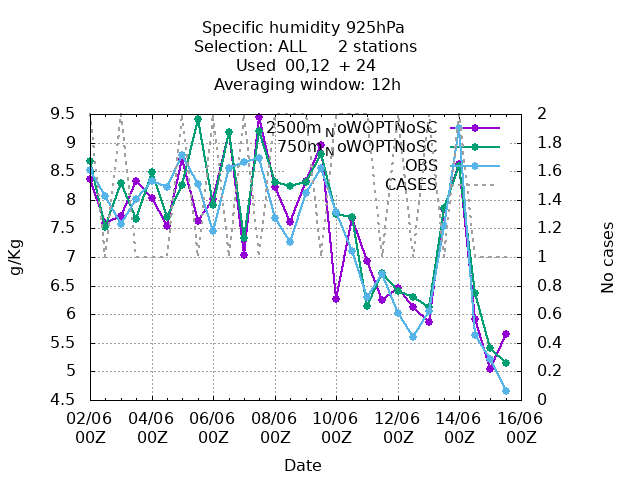 Specific humidity 925hPa
Selection: ALL 2 stations
Used 00,12 + 24
Averaging window: 12h
9.5
9
8.5
8
7.5
7
6.5
6
5.5
5
4.5
g/Kg
2500m N oWOPTNoSC
750m N oWOPTNoSC
OBS
CASES
2
1.8
1.6
1.4
1.2
1
0.8
0.6
0.4
0.2
0
No cases
02/06 04/06 06/06 08/06 10/06 12/06 14/06 16/06
00Z 00Z 00Z 00Z 00Z 00Z 00Z 00Z
Date